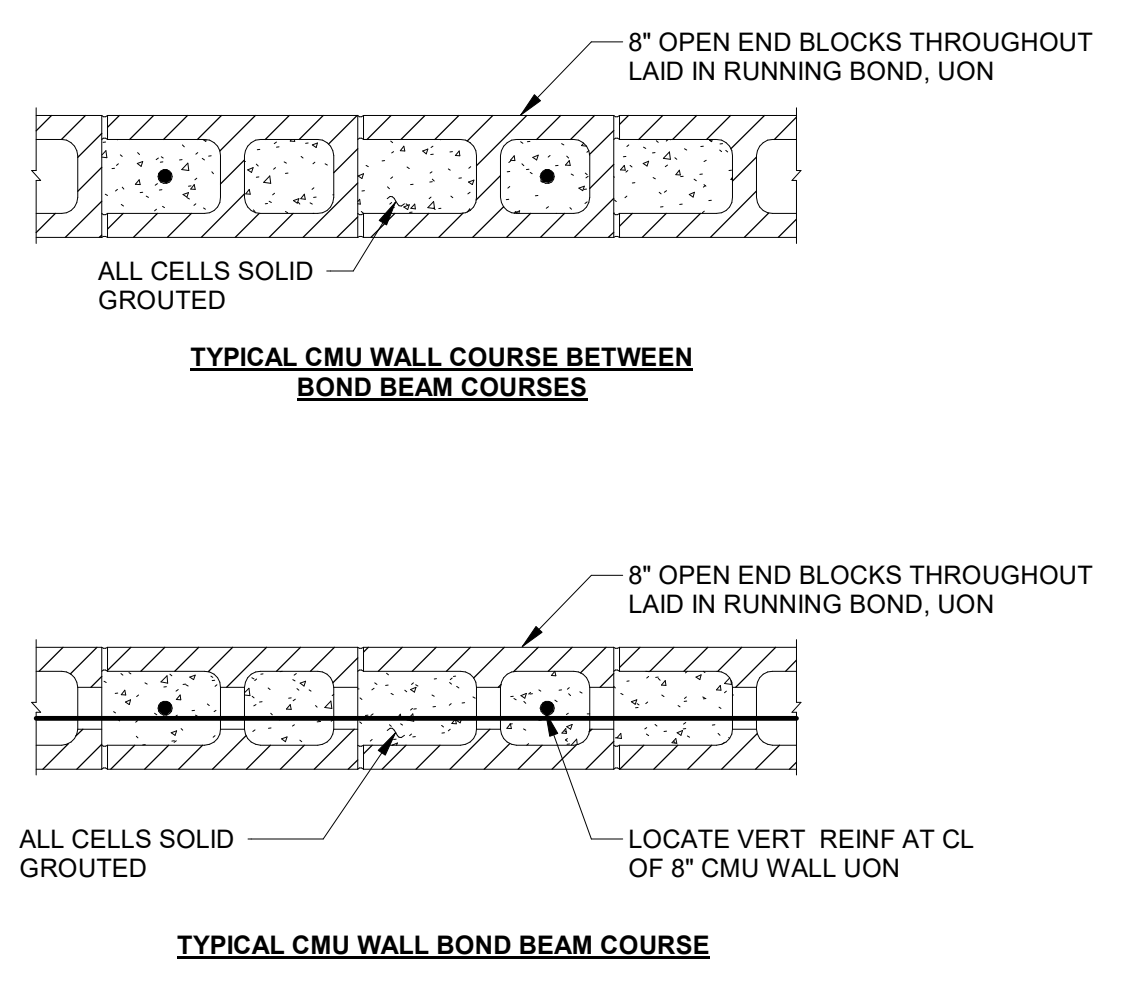 8" OPEN END BLOCKS THROUGHOUT
LAID IN RUNNING BOND, UON
ALL CELLS SOLID
GROUTED
TYPICAL CMU WALL COURSE BETWEEN
BOND BEAM COURSES
8" OPEN END BLOCKS THROUGHOUT
LAID IN RUNNING BOND, UON
ALL CELLS SOLID
GROUTED
LOCATE VERT REINF AT CL
OF 8" CMU WALL UON
TYPICAL CMU WALL BOND BEAM COURSE